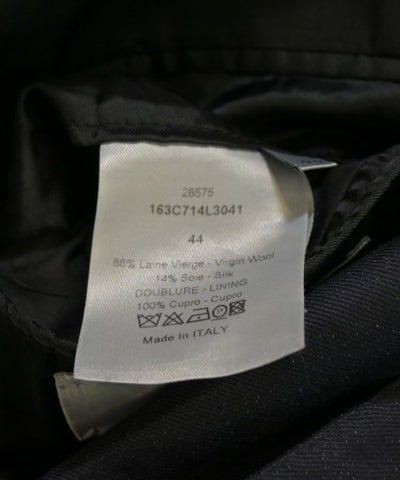 28575
163C714L3041
44
86% Laine Vierge - Virgin Wool
14% Soie - Silk
DOUBLURE - LINING
100% Cupro - Cupro
Made In ITALY